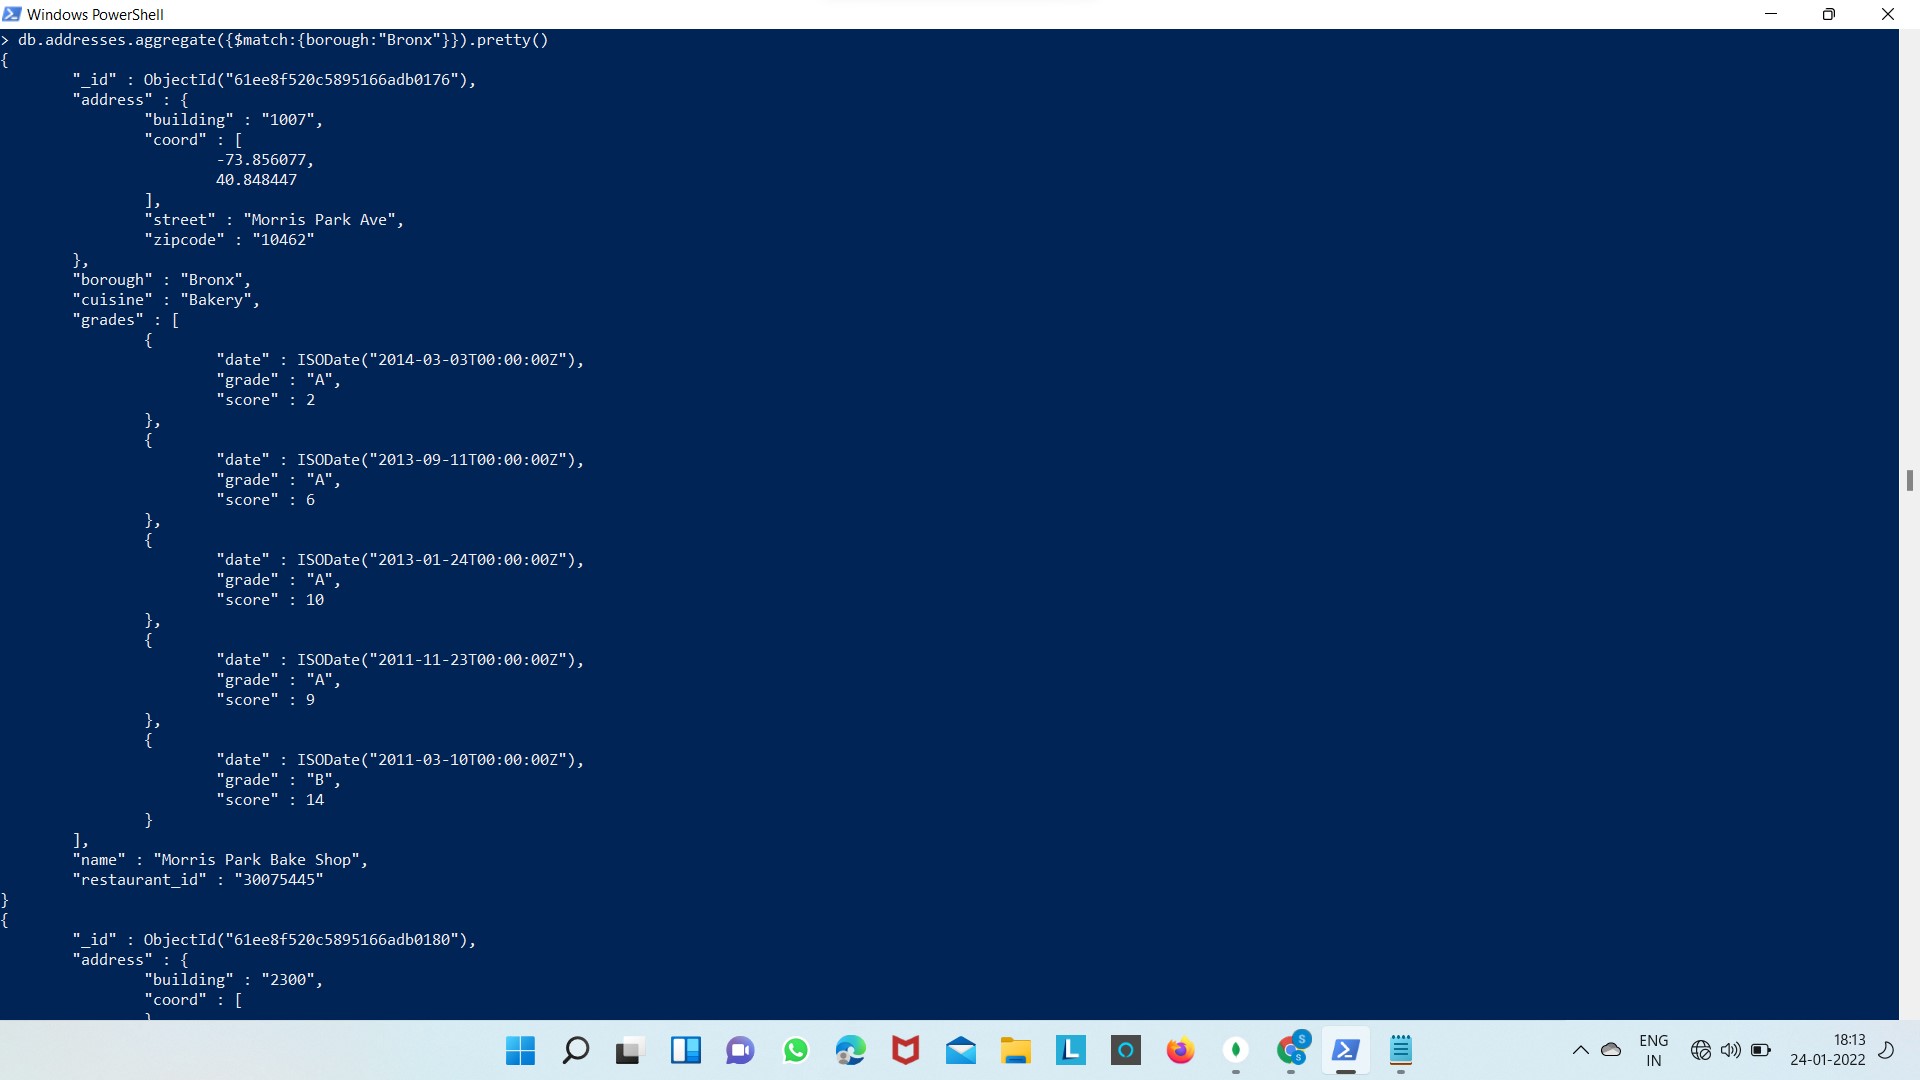 Windows PowerShell
> db.addresses.aggregate({$match:{borough:"Bronx"}}).pretty()
{
        "_id" : ObjectId("61ee8f520c5895166adb0176"),
        "address" : {
                "building" : "1007",
                "coord" : [
                        -73.856077,
                        40.848447
                ],
                "street" : "Morris Park Ave",
                "zipcode" : "10462"
        },
        "borough" : "Bronx",
        "cuisine" : "Bakery",
        "grades" : [
                {
                        "date" : ISODate("2014-03-03T00:00:00Z"),
                        "grade" : "A",
                        "score" : 2
                },
                {
                        "date" : ISODate("2013-09-11T00:00:00Z"),
                        "grade" : "A",
                        "score" : 6
                },
                {
                        "date" : ISODate("2013-01-24T00:00:00Z"),
                        "grade" : "A",
                        "score" : 10
                },
                {
                        "date" : ISODate("2011-11-23T00:00:00Z"),
                        "grade" : "A",
                        "score" : 9
                },
                {
                        "date" : ISODate("2011-03-10T00:00:00Z"),
                        "grade" : "B",
                        "score" : 14
                }
        ],
        "name" : "Morris Park Bake Shop",
        "restaurant_id" : "30075445"
}
{
        "_id" : ObjectId("61ee8f520c5895166adb0180"),
        "address" : {
                "building" : "2300",
                "coord" : [
                ]
L
S
S
ENG
IN
18:13
24-01-2022